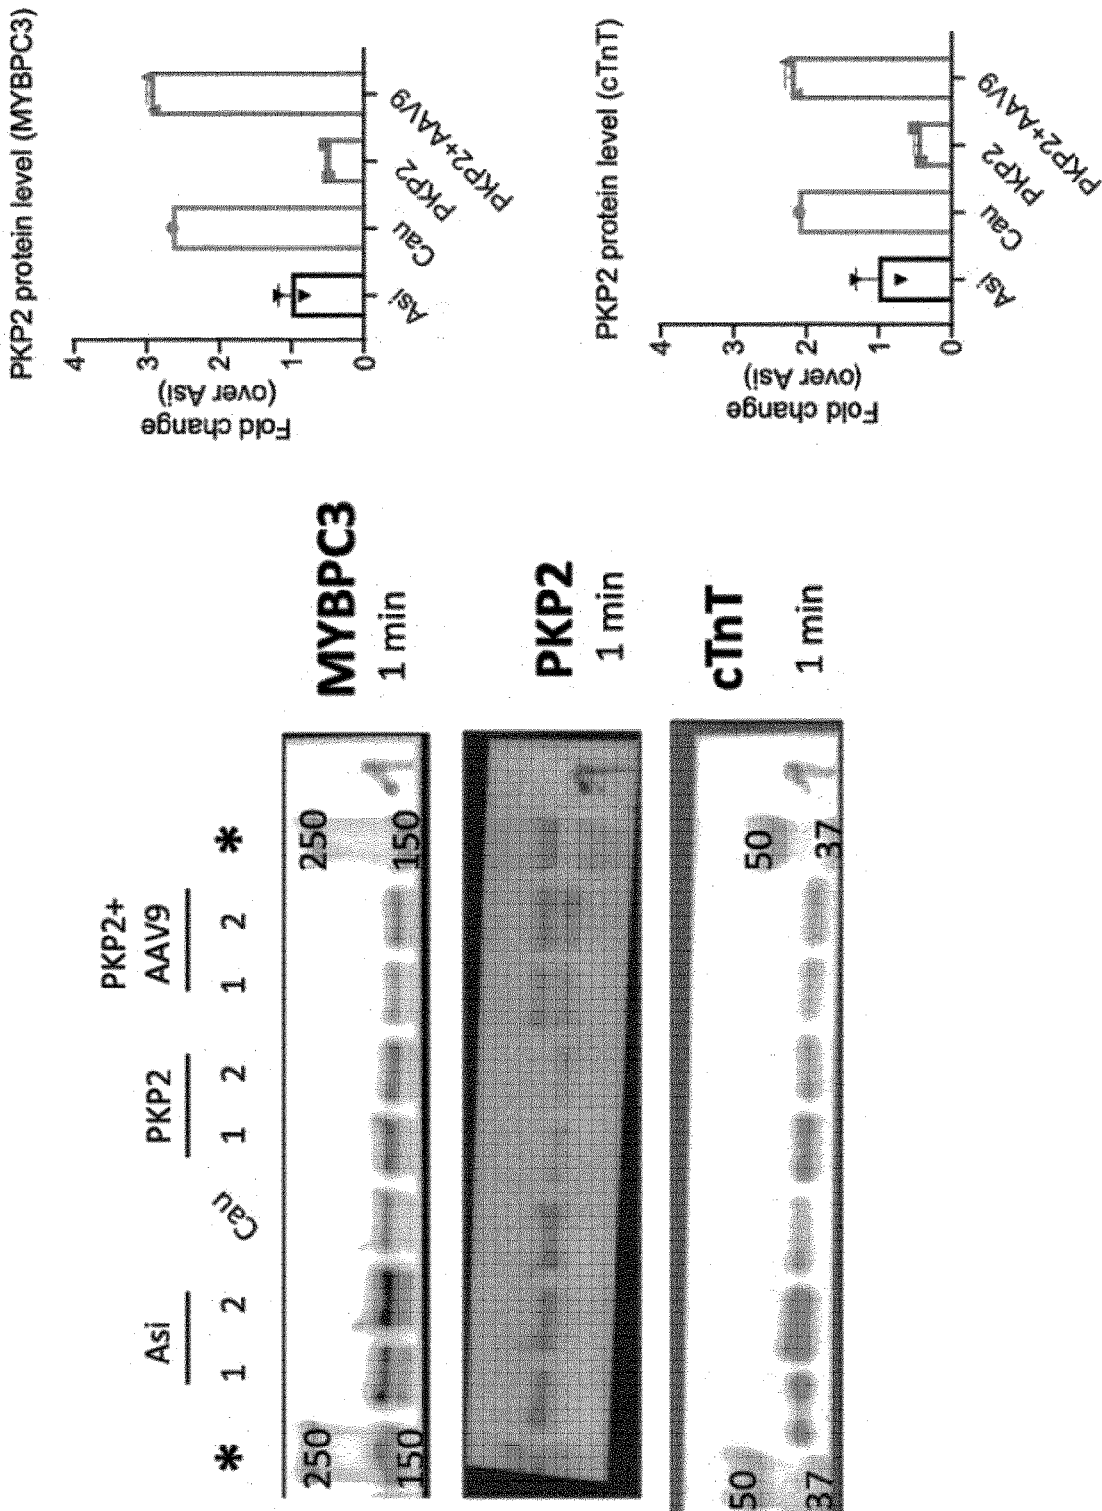 Asi
PKP2
PKP2+
AAV9
* 1 2 Cau 1 2 1 2 *
250
250
150
150
MYBPC3
1 min
1
PKP2
1 min
1
50
50
37
37
cTnT
1 min
1
PKP2 protein level (MYBPC3)
Fold change
(over Asi)
4
3
2
1
0
Asi
Cau
PKP2
PKP2+AAV9
PKP2 protein level (cTnT)
Fold change
(over Asi)
4
3
2
1
0
Asi
Cau
PKP2
PKP2+AAV9